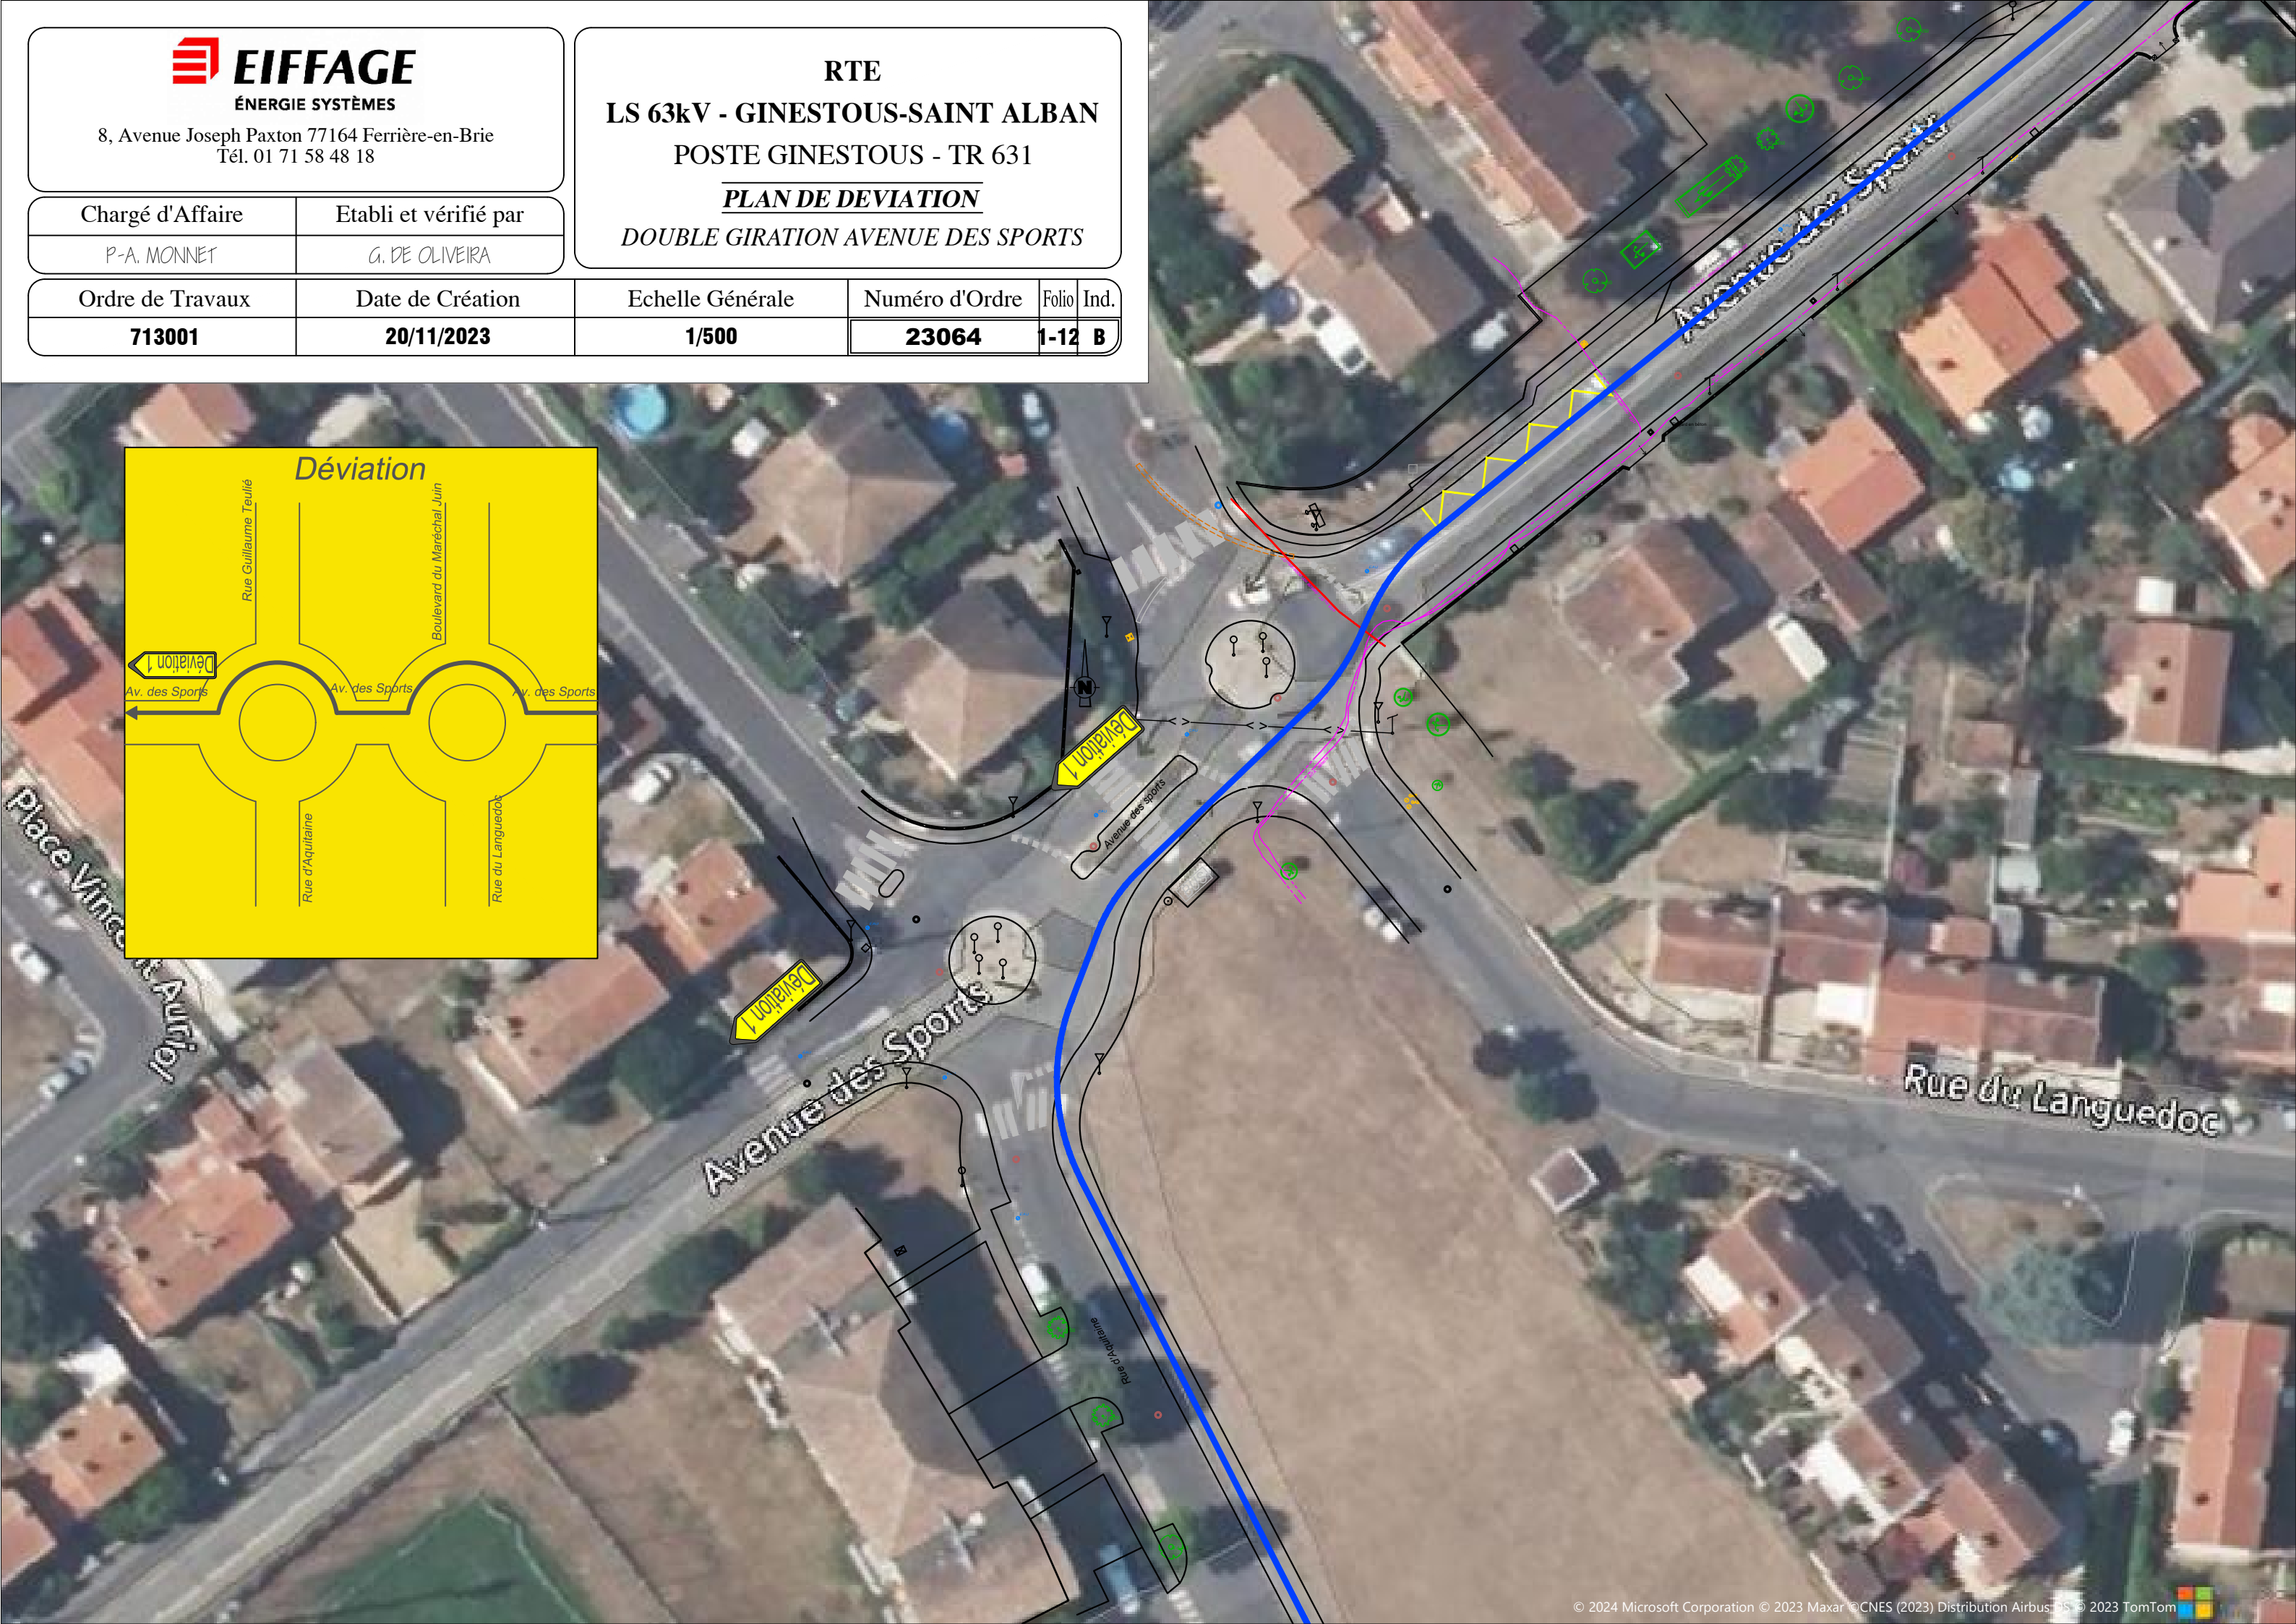 EIFFAGE
ÉNERGIE SYSTÈMES
8, Avenue Joseph Paxton 77164 Ferrière-en-Brie
Tél. 01 71 58 48 18
RTE
LS 63kV - GINESTOUS-SAINT ALBAN
POSTE GINESTOUS - TR 631
PLAN DE DEVIATION
DOUBLE GIRATION AVENUE DES SPORTS
Chargé d'Affaire
Etabli et vérifié par
P-A. MONNET
G. DE OLIVEIRA
Ordre de Travaux
Date de Création
Echelle Générale
Numéro d'Ordre
Folio
Ind.
713001
20/11/2023
1/500
23064
1-12
B
Avenue des Sports
Déviation
Rue Guillaume Teulié
Boulevard du Maréchal Juin
Déviation 1
Av. des Sports
Av. des Sports
Av. des Sports
Rue d'Aquitaine
Rue du Languedoc
N
Déviation 1
Avenue des sports
Place Vincent Auriol
Déviation 1
Avenue des Sports
Rue du Languedoc
Rue d'Aquitaine
© 2024 Microsoft Corporation © 2023 Maxar ©CNES (2023) Distribution Airbus DS © 2023 TomTom